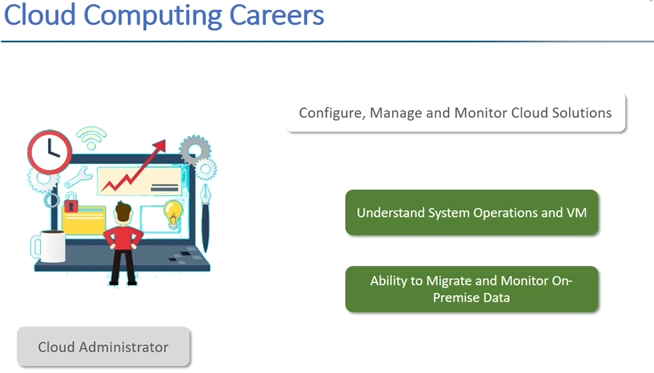 Cloud Computing Careers
Configure, Manage and Monitor Cloud Solutions
Understand System Operations and VM
Ability to Migrate and Monitor On-
Premise Data
Cloud Administrator